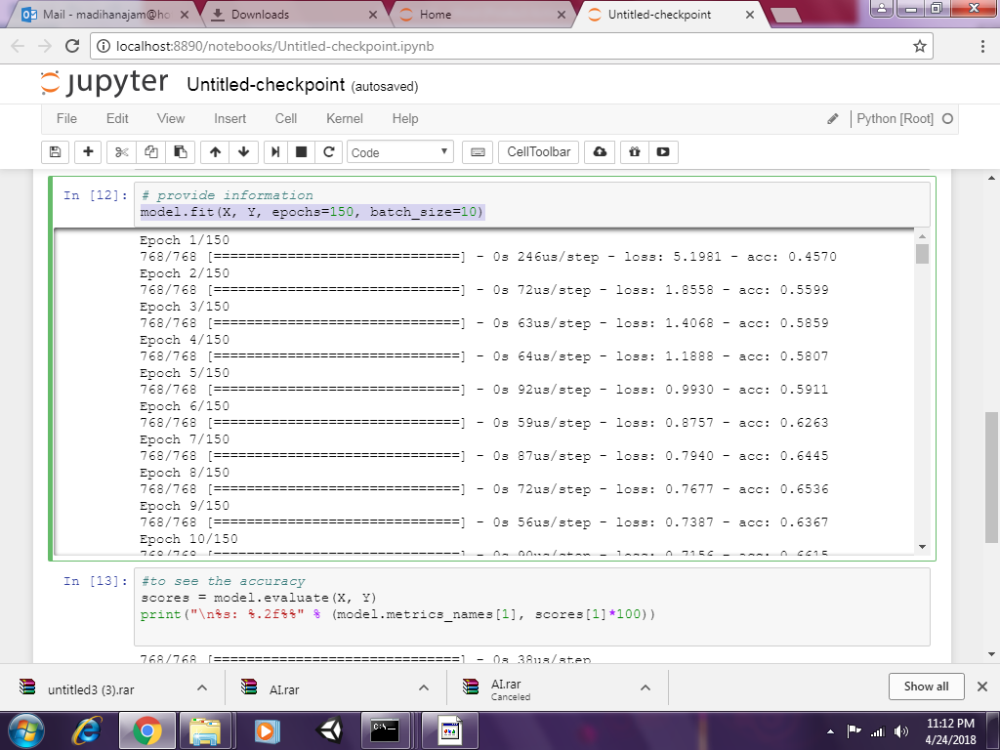 Mail - madihanajam@ho
Downloads
Home
Untitled-checkpoint
localhost:8890/notebooks/Untitled-checkpoint.ipynb
jupyter Untitled-checkpoint (autosaved)
File Edit View Insert Cell Kernel Help Python [Root]
Code CellToolbar
In [12]: # provide information
model.fit(X, Y, epochs=150, batch_size=10)
Epoch 1/150
768/768 [==============================] - 0s 246us/step - loss: 5.1981 - acc: 0.4570
Epoch 2/150
768/768 [==============================] - 0s 72us/step - loss: 1.8558 - acc: 0.5599
Epoch 3/150
768/768 [==============================] - 0s 63us/step - loss: 1.4068 - acc: 0.5859
Epoch 4/150
768/768 [==============================] - 0s 64us/step - loss: 1.1888 - acc: 0.5807
Epoch 5/150
768/768 [==============================] - 0s 92us/step - loss: 0.9930 - acc: 0.5911
Epoch 6/150
768/768 [==============================] - 0s 59us/step - loss: 0.8757 - acc: 0.6263
Epoch 7/150
768/768 [==============================] - 0s 87us/step - loss: 0.7940 - acc: 0.6445
Epoch 8/150
768/768 [==============================] - 0s 72us/step - loss: 0.7677 - acc: 0.6536
Epoch 9/150
768/768 [==============================] - 0s 56us/step - loss: 0.7387 - acc: 0.6367
Epoch 10/150
768/768 [==============================] - 0s 90us/step - loss: 0.7156 - acc: 0.6615
In [13]: #to see the accuracy
scores = model.evaluate(X, Y)
print("\n%s: %.2f%%" % (model.metrics_names[1], scores[1]*100))
768/768 [==============================] - 0s 38us/step
untitled3 (3).rar
AI.rar
AI.rar
Canceled
Show all
11:12 PM
4/24/2018